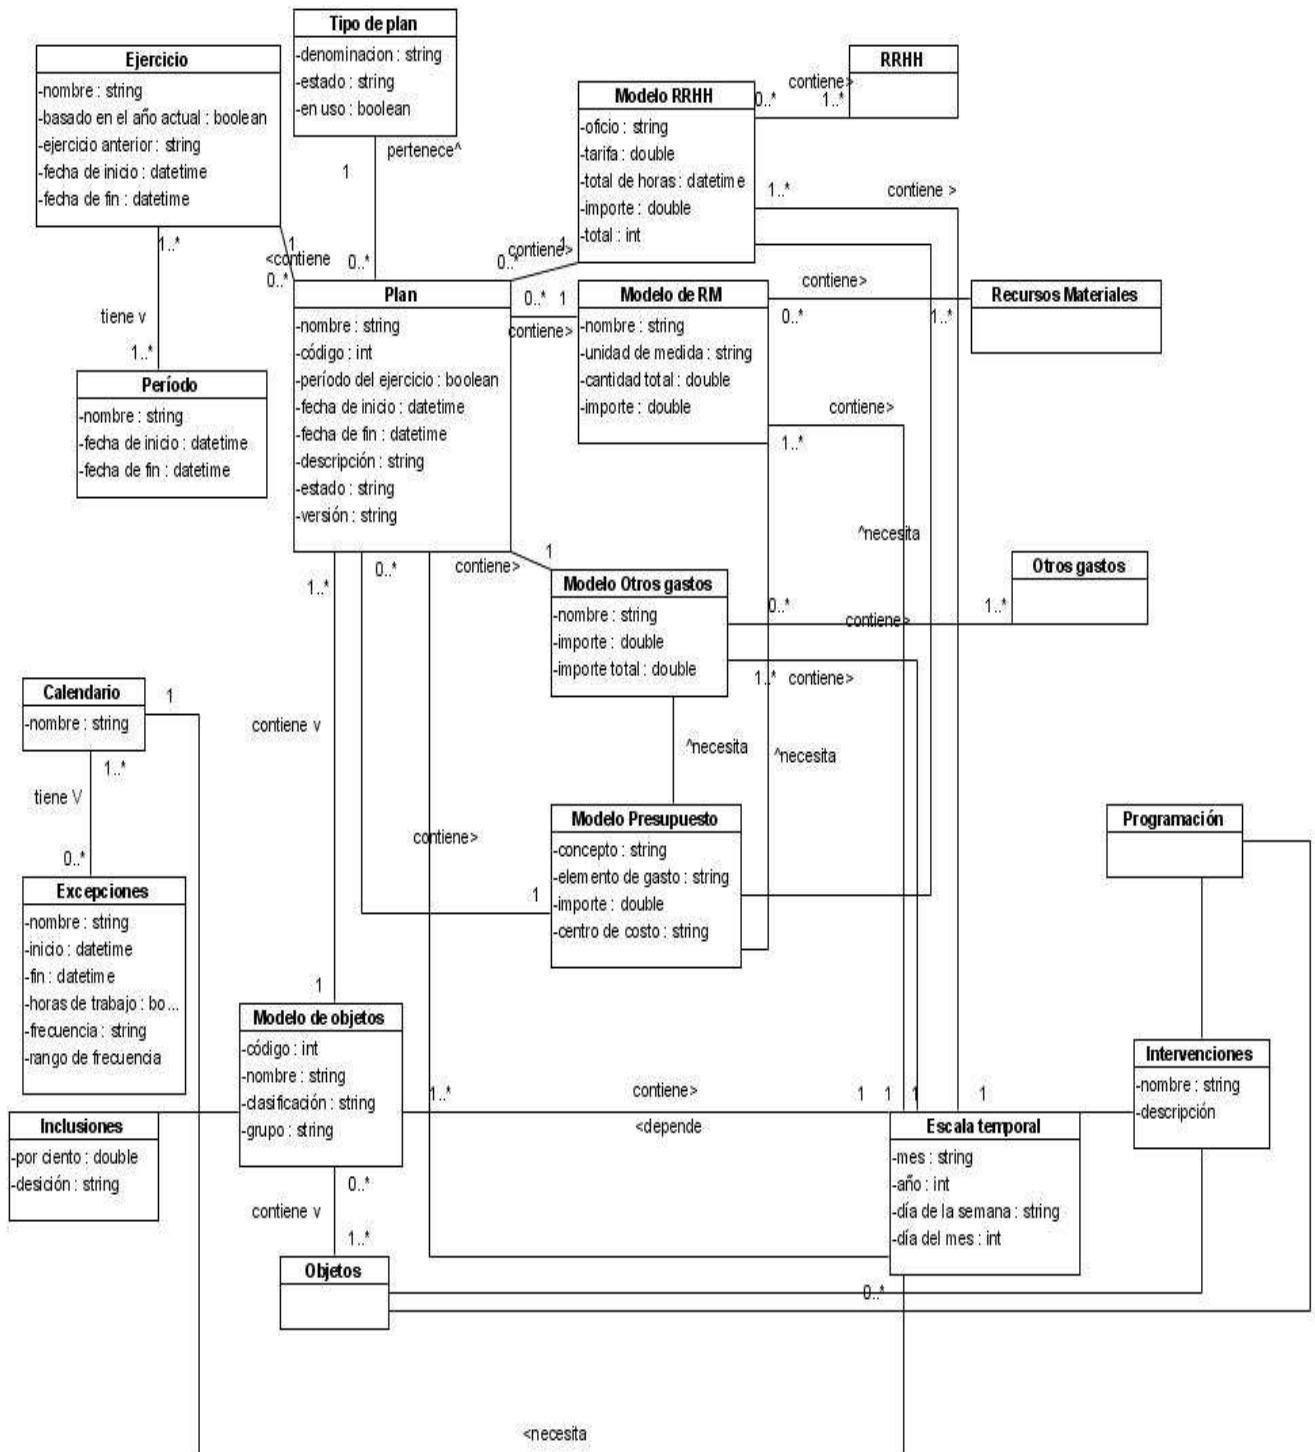 Tipo de plan
-denominacion : string
-estado : string
-en uso : boolean
Ejercicio
-nombre : string
-basado en el año actual : boolean
-ejercicio anterior : string
-fecha de inicio : datetime
-fecha de fin : datetime
Modelo RRHH
-oficio : string
-tarifa : double
-total de horas : datetime
-importe : double
-total : int
contiene>
0..*
1..*
RRHH
pertenece^
1
0..*
1..*
contiene >
1
<contiene
0..*
contiene>
1
0..*
1..*
tiene v
1..*
Período
-nombre : string
-fecha de inicio : datetime
-fecha de fin : datetime
Plan
-nombre : string
-código : int
-período del ejercicio : boolean
-fecha de inicio : datetime
-fecha de fin : datetime
-descripción : string
-estado : string
-versión : string
0..*
1
contiene>
Modelo de RM
-nombre : string
-unidad de medida : string
-cantidad total : double
-importe : double
contiene>
0..*
1..*
Recursos Materiales
contiene>
1..*
^necesita
1..*
0..*
contiene>
1
Modelo Otros gastos
-nombre : string
-importe : double
-importe total : double
0..*
contiene>
1..*
Otros gastos
1..*
contiene>
Calendario
-nombre : string
1
1..*
tiene V
0..*
contiene v
^necesita
^necesita
Excepciones
-nombre : string
-inicio : datetime
-fin : datetime
-horas de trabajo : bo...
-frecuencia : string
-rango de frecuencia
contiene>
1
Modelo Presupuesto
-concepto : string
-elemento de gasto : string
-importe : double
-centro de costo : string
Programación
1
Modelo de objetos
-código : int
-nombre : string
-clasificación : string
-grupo : string
1..*
contiene>
<depende
1
1
1
1
Intervenciones
-nombre : string
-descripción
Inclusiones
-por ciento : double
-desición : string
Escala temporal
-mes : string
-año : int
-día de la semana : string
-día del mes : int
0..*
contiene v
1..*
Objetos
0..*
<necesita